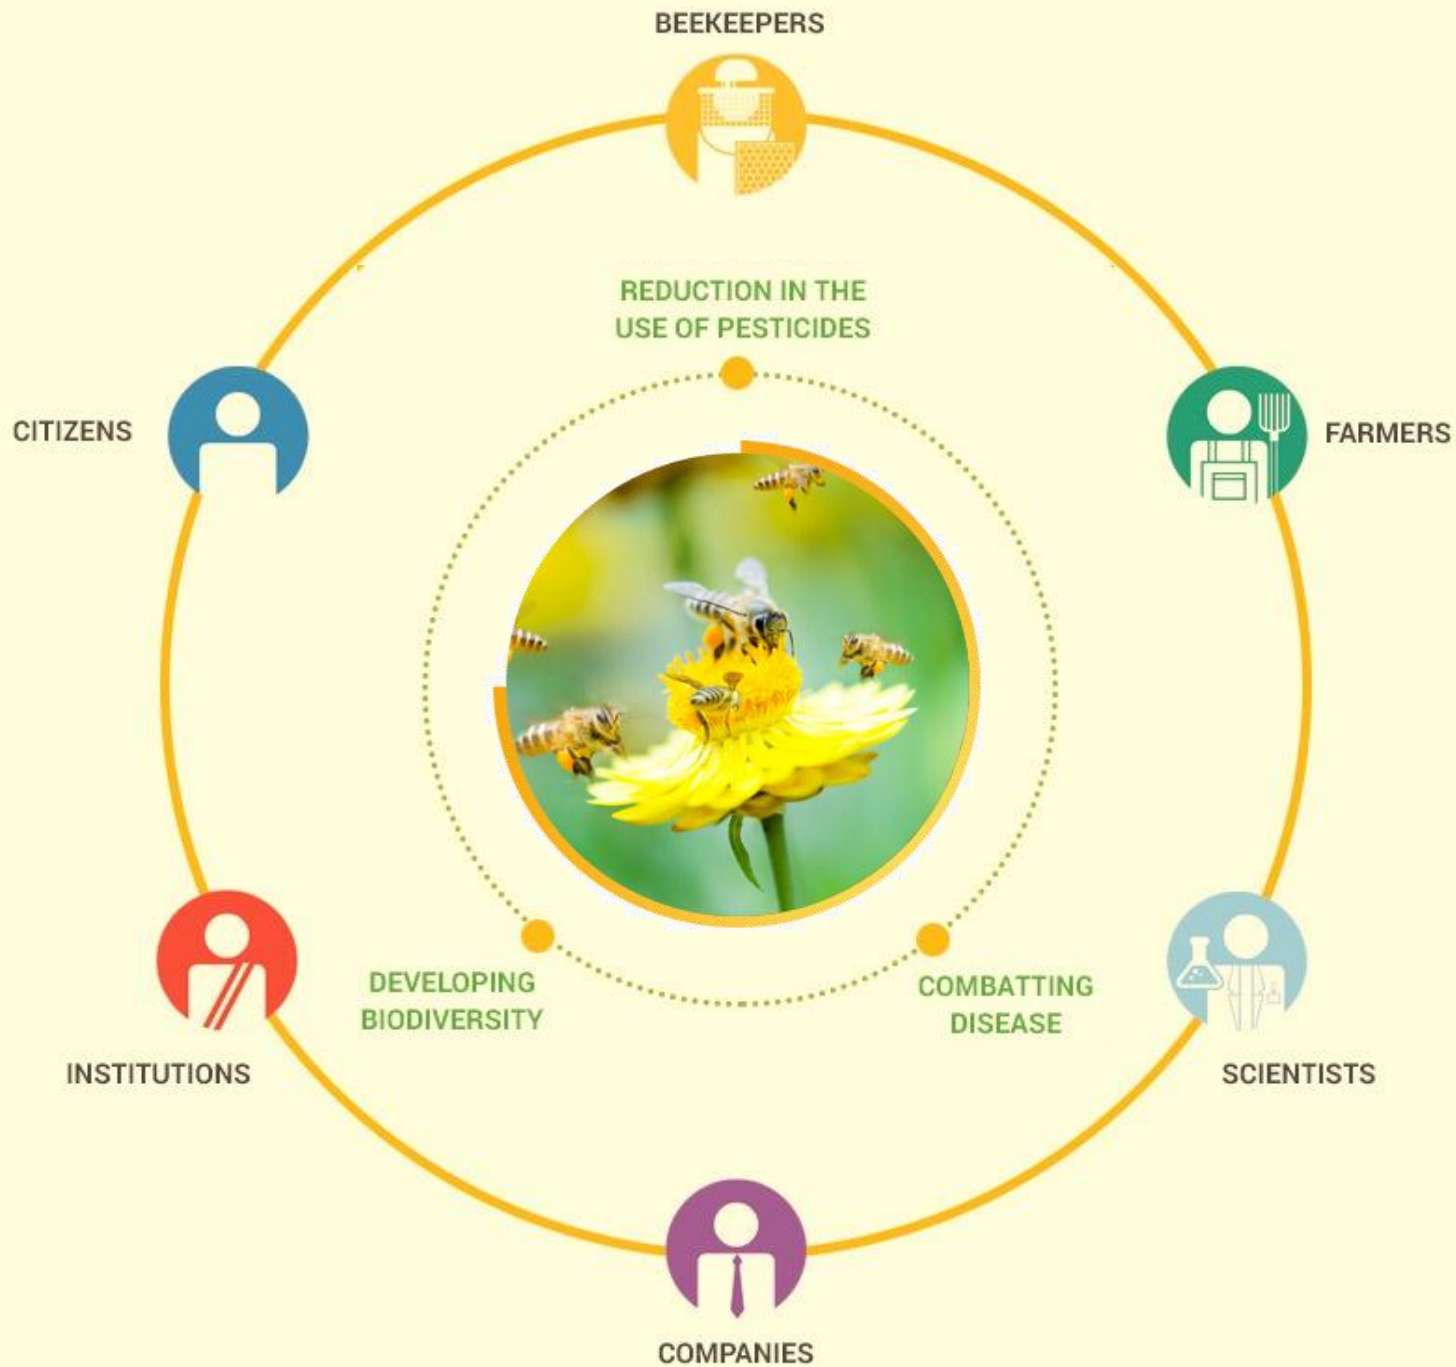 BEEKEEPERS
REDUCTION IN THE
USE OF PESTICIDES
CITIZENS
FARMERS
DEVELOPING
BIODIVERSITY
COMBATTING
DISEASE
INSTITUTIONS
SCIENTISTS
COMPANIES